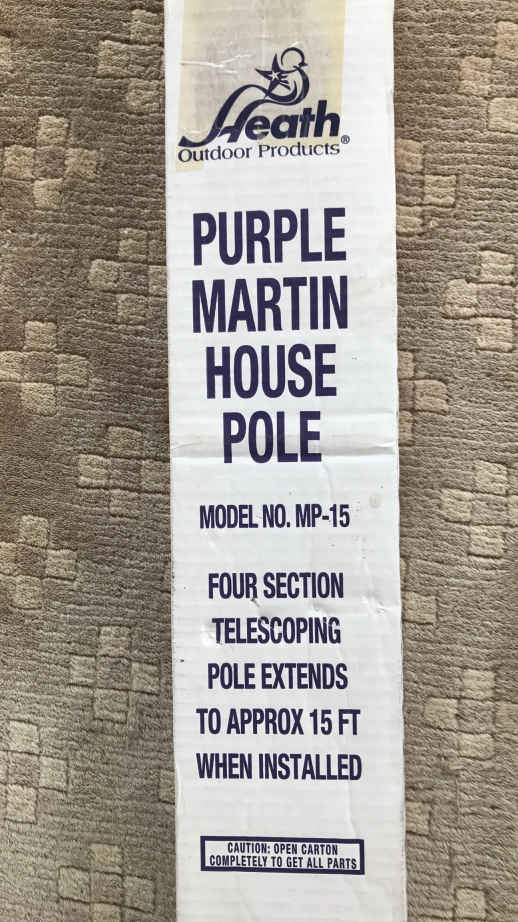 Heath®
Outdoor Products
PURPLE
MARTIN
HOUSE
POLE
MODEL NO. MP-15
FOUR SECTION
TELESCOPING
POLE EXTENDS
TO APPROX 15 FT
WHEN INSTALLED
CAUTION: OPEN CARTON
COMPLETELY TO GET ALL PARTS